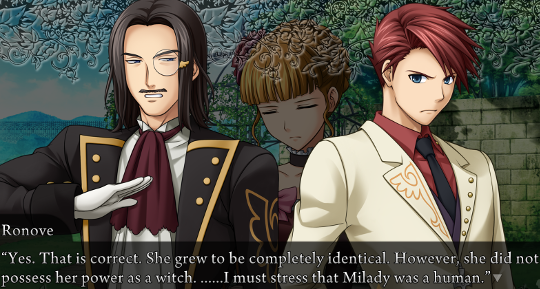 Ronove
“Yes. That is correct. She grew to be completely identical. However, she did not
possess her power as a witch. ......I must stress that Milady was a human.”